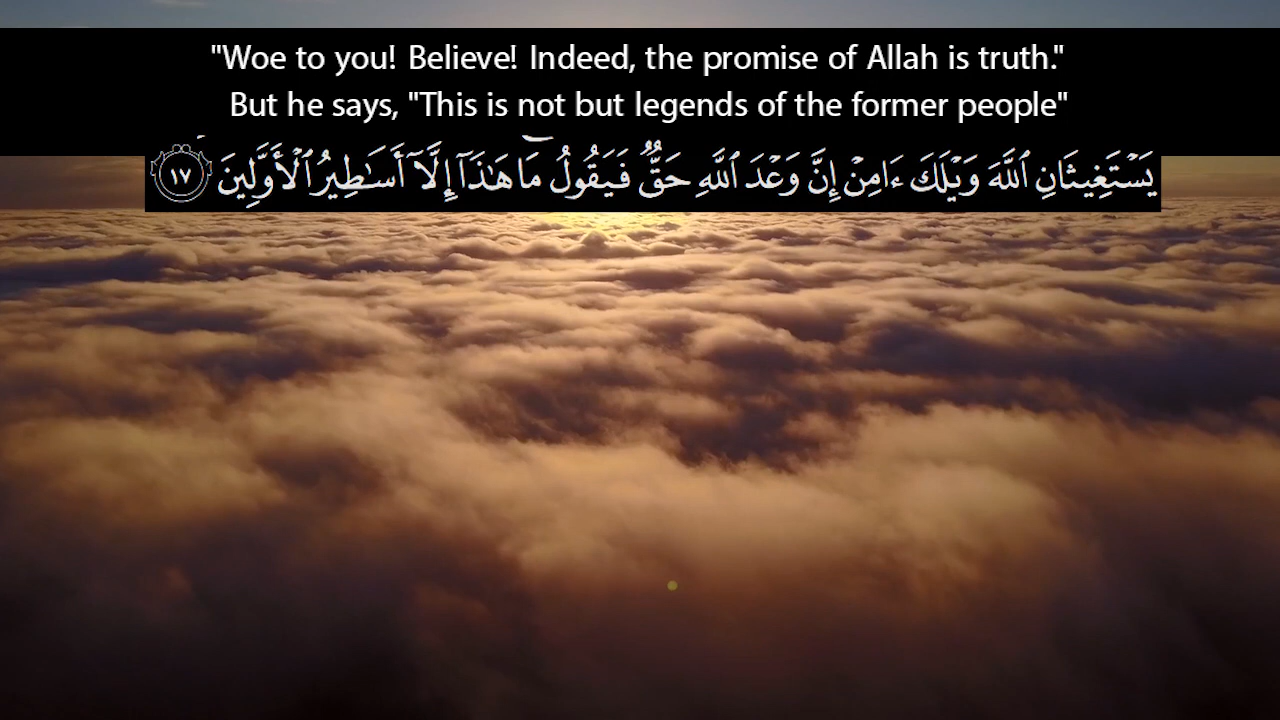 "Woe to you! Believe! Indeed, the promise of Allah is truth."
But he says, "This is not but legends of the former people"
يَسْتَغِيثَانِ ٱللَّهَ وَيْلَكَ ءَامِنْ إِنَّ وَعْدَ ٱللَّهِ حَقٌّ فَيَقُولُ مَا هَـٰذَآ إِلَّآ أَسَـٰطِيرُ ٱلْأَوَّلِينَ ١٧